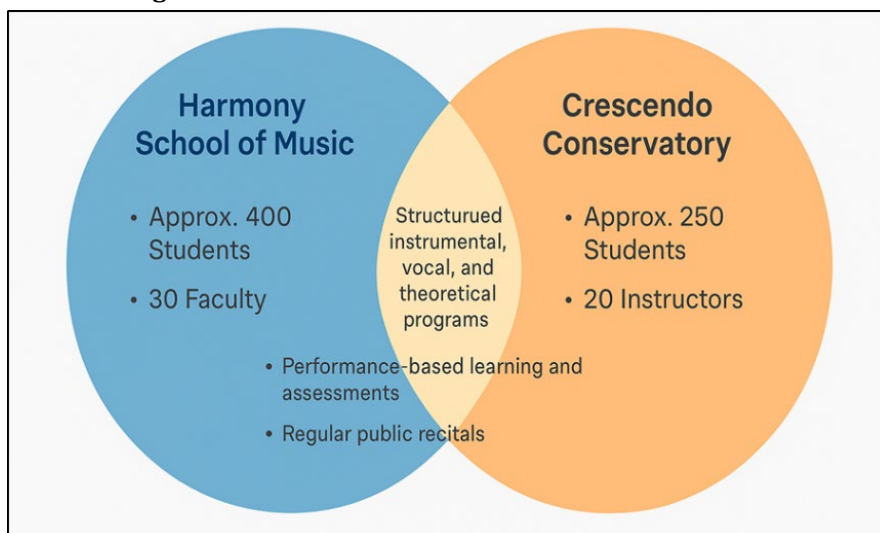 Harmony
School of Music
• Approx. 400
Students
• 30 Faculty
Structurued
instrumental,
vocal, and
theoretical
programs
Crescendo
Conservatory
• Approx. 250
Students
• 20 Instructors
• Performance-based learning and
assessments
• Regular public recitals